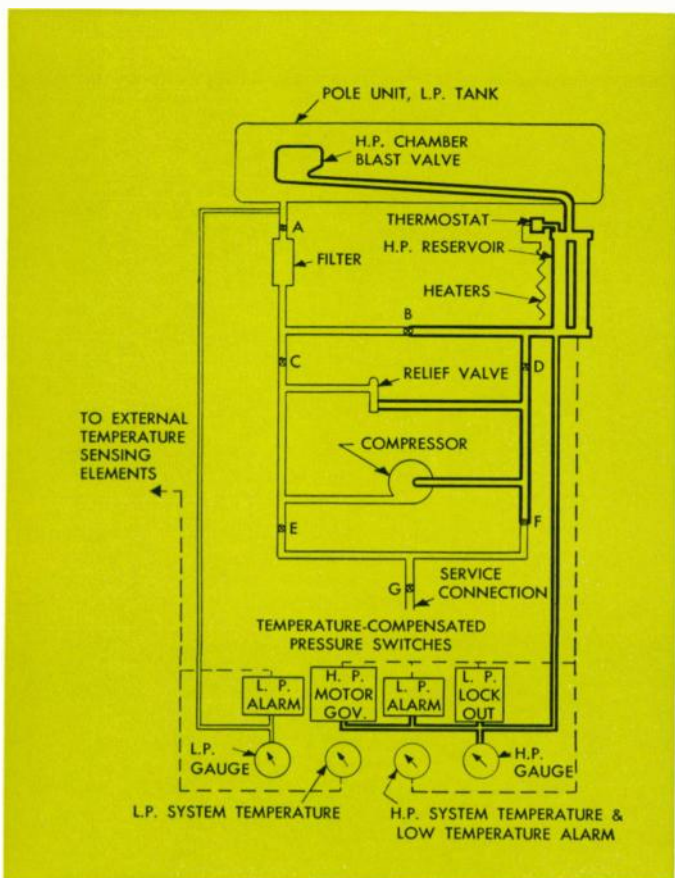 POLE UNIT, L.P. TANK
H.P. CHAMBER
BLAST VALVE
A
THERMOSTAT
H.P. RESERVOIR
FILTER
HEATERS
B
C
D
RELIEF VALVE
TO EXTERNAL
TEMPERATURE
SENSING
ELEMENTS
COMPRESSOR
E
F
G
SERVICE
CONNECTION
TEMPERATURE-COMPENSATED
PRESSURE SWITCHES
L. P.
ALARM
H. P.
MOTOR
GOV.
L. P.
ALARM
L. P.
LOCK
OUT
L.P.
GAUGE
H.P.
GAUGE
L.P. SYSTEM TEMPERATURE
H.P. SYSTEM TEMPERATURE &
LOW TEMPERATURE ALARM